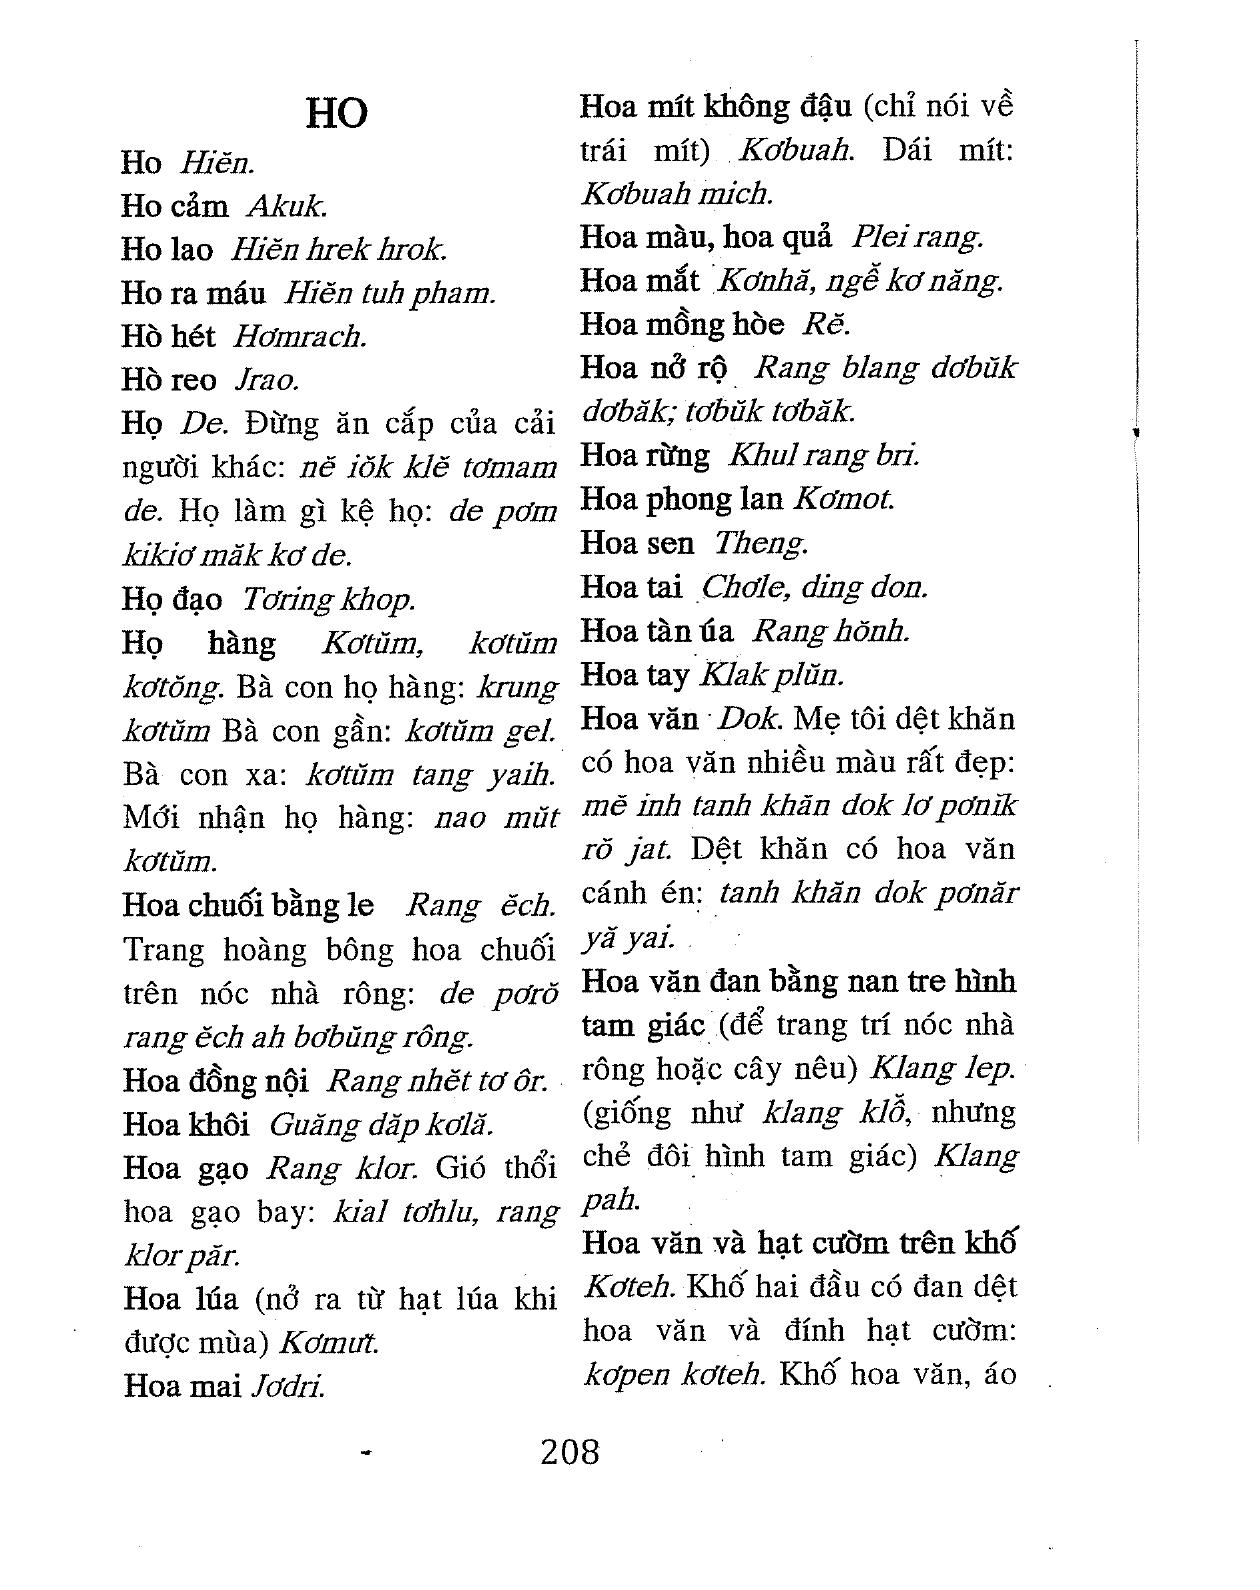 HO
Ho Hiĕn.
Ho cảm Akuk.
Ho lao Hiĕn hrek hrok.
Ho ra máu Hiĕn tuh pham.
Hò hét Hơmrach.
Hò reo Jrao.
Họ De. Đừng ăn cắp của cải
người khác: nĕ iŏk klĕ tơmam
de. Họ làm gì kệ họ: de pơm
kikiơ măk kơ de.
Họ đạo Tơring khop.
Họ hàng Kơtŭm, kơtŭm
kơtŏng. Bà con họ hàng: krung
kơtŭm Bà con gần: kơtŭm gel.
Bà con xa: kơtŭm tang yaih.
Mới nhận họ hàng: nao mŭt
kơtŭm.
Hoa chuối bằng le Rang ĕch.
Trang hoàng bông hoa chuối
trên nóc nhà rông: de pơrŏ
rang ĕch ah bơbŭng rông.
Hoa đồng nội Rang nhĕt tơ ôr.
Hoa khôi Guăng dăp kơlă.
Hoa gạo Rang klor. Gió thổi
hoa gạo bay: kial tơhlu, rang
klor păr.
Hoa lúa (nở ra từ hạt lúa khi
được mùa) Kơmưt.
Hoa mai Jơdri.
Hoa mít không đậu (chỉ nói về
trái mít) Kơbuah. Dái mít:
Kơbuah mich.
Hoa màu, hoa quả Plei rang.
Hoa mắt Kơnhă, ngê̆ kơ năng.
Hoa mồng hòe Rĕ.
Hoa nở rộ Rang blang dơbŭk
dơbăk; tơbŭk tơbăk.
Hoa rừng Khul rang bri.
Hoa phong lan Kơmot.
Hoa sen Theng.
Hoa tai Chơle, ding don.
Hoa tàn úa Rang hŏnh.
Hoa tay Klak plŭn.
Hoa văn Dok. Mẹ tôi dệt khăn
có hoa văn nhiều màu rất đẹp:
mĕ inh tanh khăn dok lơ pơnĭk
rŏ jat. Dệt khăn có hoa văn
cánh én: tanh khăn dok pơnăr
yă yai.
Hoa văn đan bằng nan tre hình
tam giác (để trang trí nóc nhà
rông hoặc cây nêu) Klang lep.
(giống như klang klô̆, nhưng
chẻ đôi hình tam giác) Klang
pah.
Hoa văn và hạt cườm trên khố
Kơteh. Khố hai đầu có đan dệt
hoa văn và đính hạt cườm:
kơpen kơteh. Khố hoa văn, áo
208